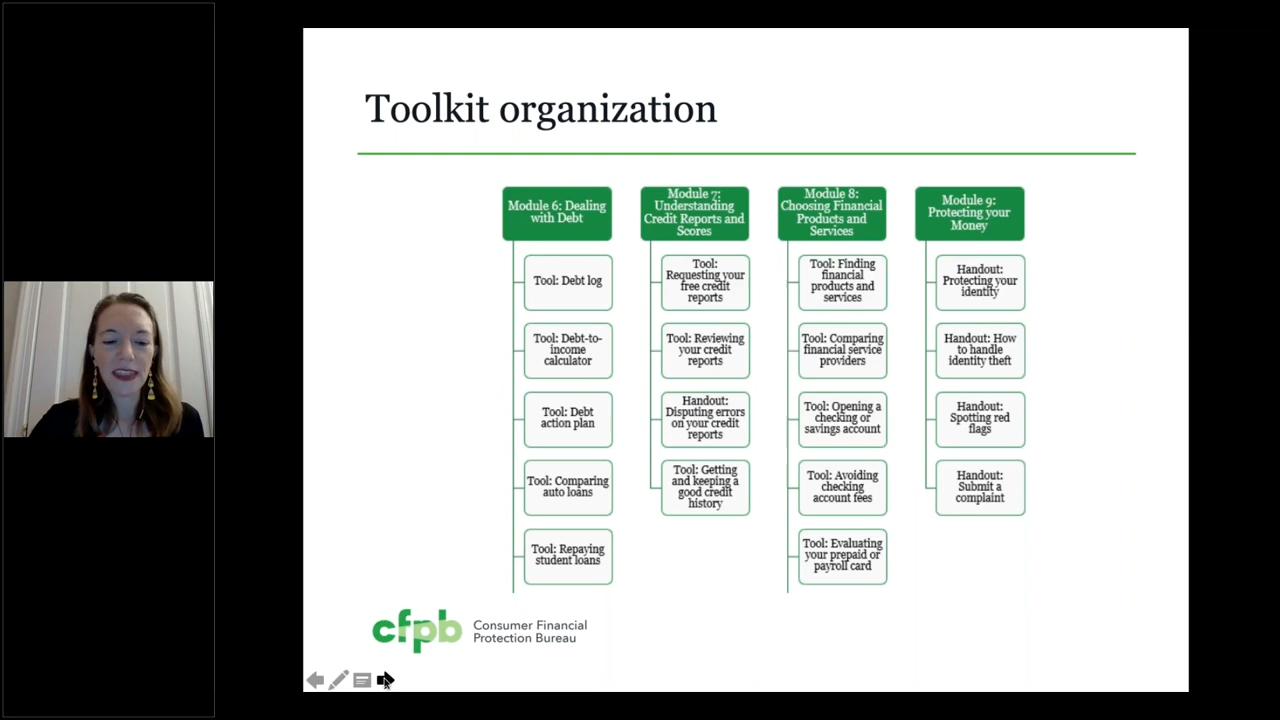 Toolkit organization
Module 6: Dealing
with Debt
Tool: Debt log
Tool: Debt-to-
income
calculator
Tool: Debt
action plan
Tool: Comparing
auto loans
Tool: Repaying
student loans
Module 7:
Understanding
Credit Reports and
Scores
Tool:
Requesting your
free credit
reports
Tool: Reviewing
your credit
reports
Handout:
Disputing errors
on your credit
reports
Tool: Getting
and keeping a
good credit
history
Module 8:
Choosing Financial
Products and
Services
Tool: Finding
financial
products and
services
Tool: Comparing
financial service
providers
Tool: Opening a
checking or
savings account
Tool: Avoiding
checking
account fees
Tool: Evaluating
your prepaid or
payroll card
Module 9:
Protecting your
Money
Handout:
Protecting your
identity
Handout: How
to handle
identity theft
Handout:
Spotting red
flags
Handout:
Submit a
complaint
cfpb
Consumer Financial
Protection Bureau